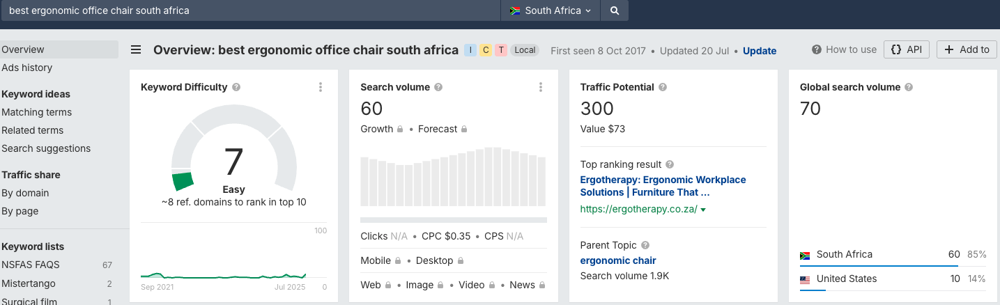 best ergonomic office chair south africa
South Africa
Overview
Ads history
Keyword ideas
Matching terms
Related terms
Search suggestions
Traffic share
By domain
By page
Keyword lists
NSFAS FAQS 67
Mistertango 2
Surgical film 1
Overview: best ergonomic office chair south africa I C T Local First seen 8 Oct 2017 • Updated 20 Jul • Update
How to use
{} API
+ Add to
Keyword Difficulty
7
Easy
~8 ref. domains to rank in top 10
100
Sep 2021 Jul 2025 0
Search volume
60
Growth • Forecast
Clicks N/A • CPC $0.35 • CPS N/A
Mobile • Desktop
Web • Image • Video • News
Traffic Potential
300
Value $73
Top ranking result
Ergotherapy: Ergonomic Workplace
Solutions | Furniture That ...
https://ergotherapy.co.za/
Parent Topic
ergonomic chair
Search volume 1.9K
Global search volume
70
South Africa 60 85%
United States 10 14%